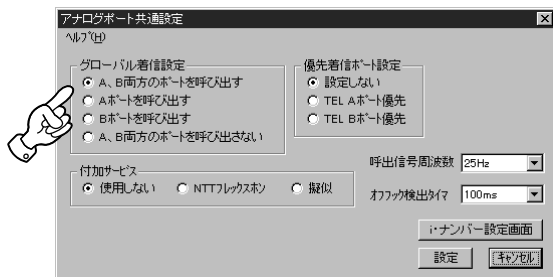 アナログポート共通設定
ヘルプ(H)
グローバル着信設定
A、B両方のポートを呼び出す
Aポートを呼び出す
Bポートを呼び出す
A、B両方のポートを呼び出さない
優先着信ポート設定
設定しない
TEL Aポート優先
TEL Bポート優先
付加サービス
使用しない
NTTフレックスホン
擬似
呼出信号周波数 25Hz
オフフック検出タイマ 100ms
i・ナンバー設定画面
設定
キャンセル